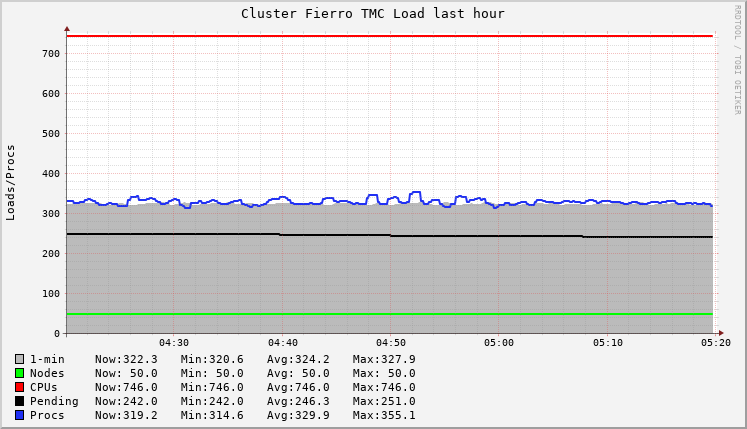 Cluster Fierro TMC Load last hour
RRDTOOL / TOBI OETIKER
Loads/Procs
700
600
500
400
300
200
100
0
04:30 04:40 04:50 05:00 05:10 05:20
1-min Now:322.3 Min:320.6 Avg:324.2 Max:327.9
Nodes Now: 50.0 Min: 50.0 Avg: 50.0 Max: 50.0
CPUs Now:746.0 Min:746.0 Avg:746.0 Max:746.0
Pending Now:242.0 Min:242.0 Avg:246.3 Max:251.0
Procs Now:319.2 Min:314.6 Avg:329.9 Max:355.1